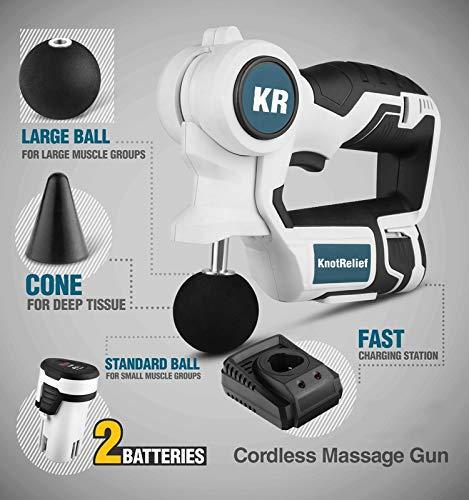 KR
LARGE BALL
FOR LARGE MUSCLE GROUPS
CONE
FOR DEEP TISSUE
KnotRelief
STANDARD BALL
FOR SMALL MUSCLE GROUPS
FAST
CHARGING STATION
2 BATTERIES
Cordless Massage Gun